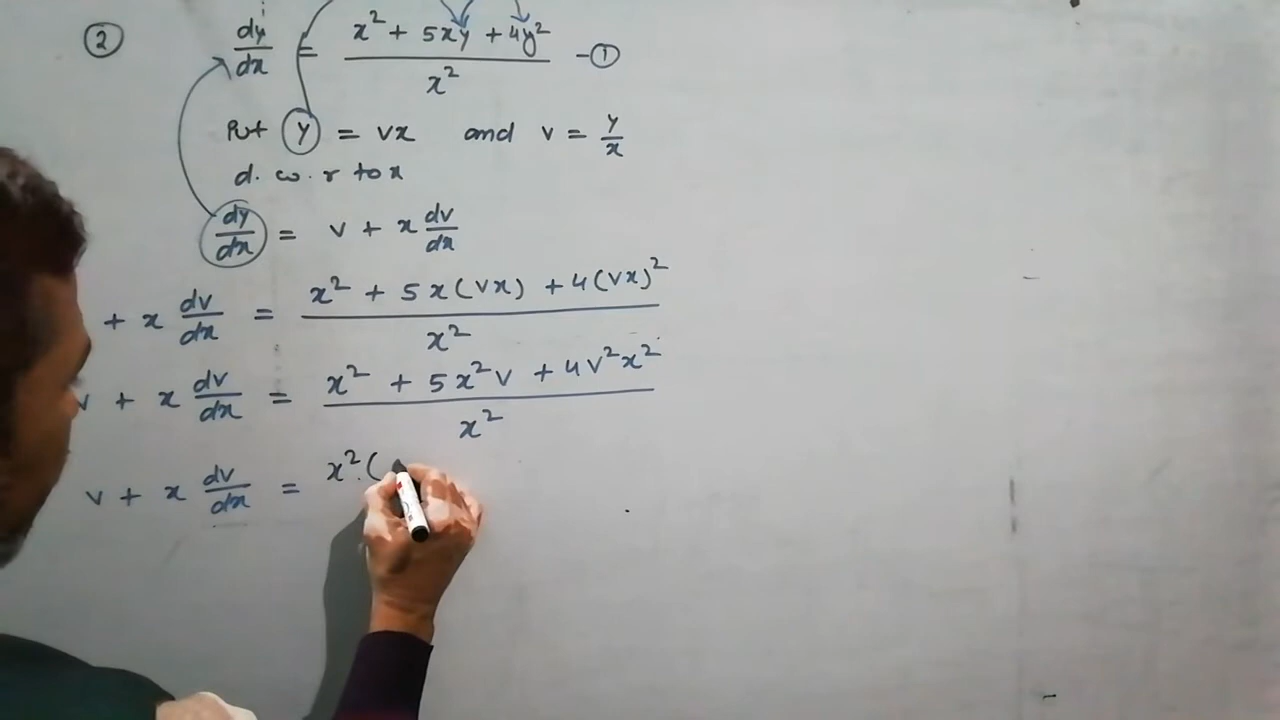 ② dy/dx = (x² + 5xy + 4y²)/x² - ①
Put y = vx and v = y/x
d. w. r to x
dy/dx = v + x dv/dx
+ x dv/dx = (x² + 5x(vx) + 4(vx)²)/x²
v + x dv/dx = (x² + 5x²v + 4v²x²)/x²
v + x dv/dx = x²(